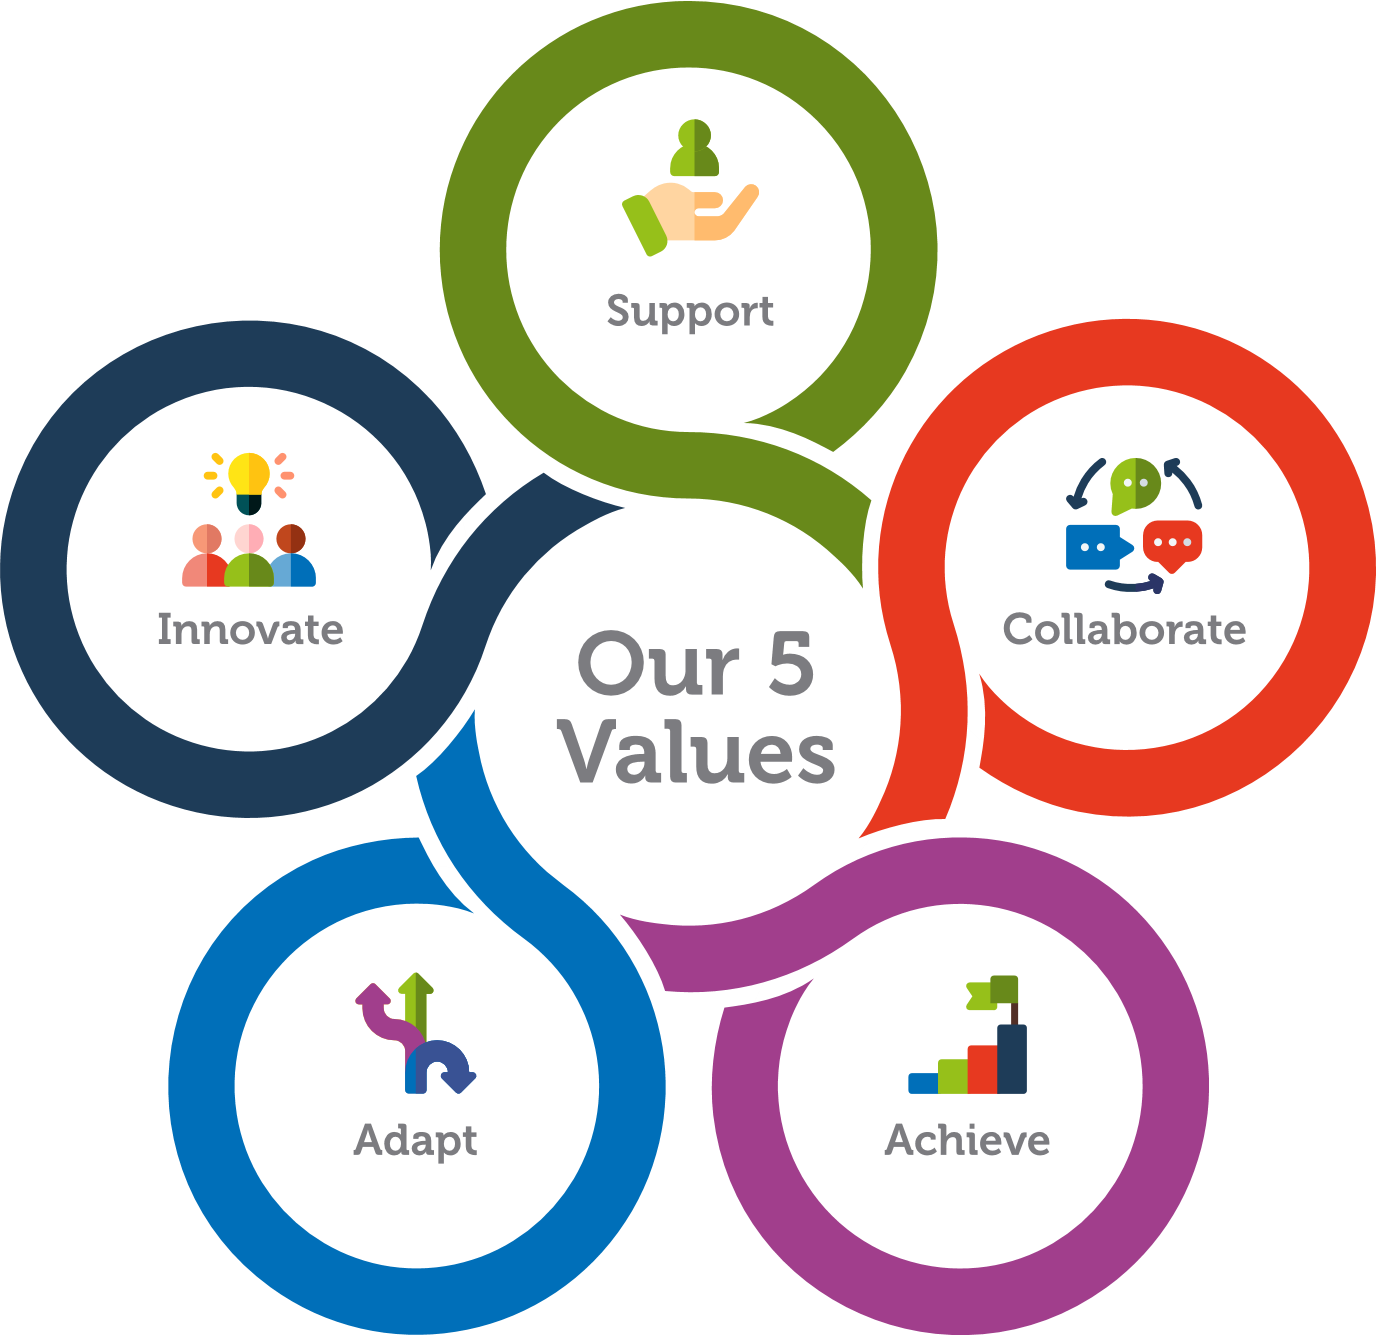 Support
Innovate
Collaborate
Our 5
Values
Adapt
Achieve